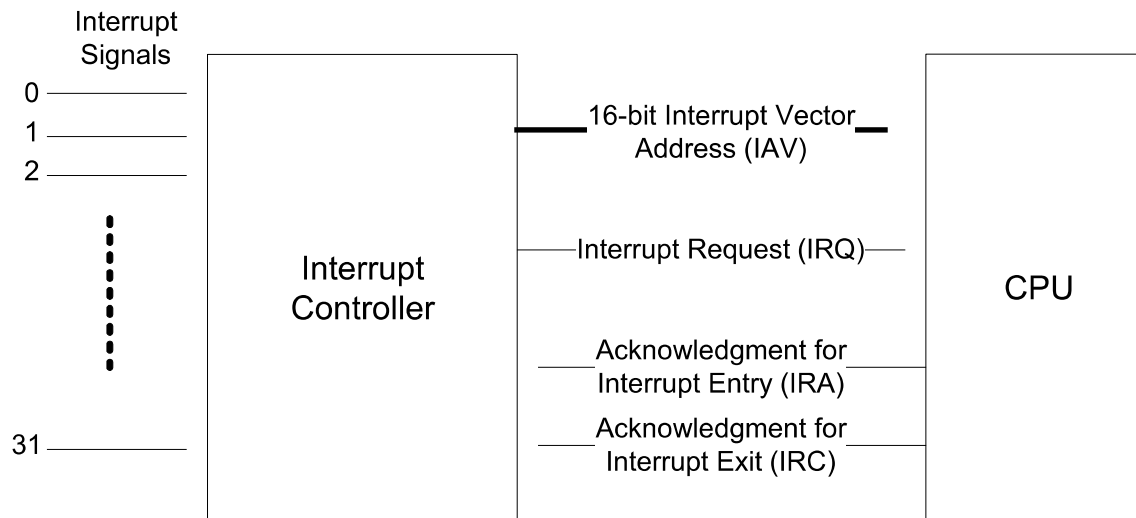 Interrupt
Signals
0
1
2
31
Interrupt
Controller
16-bit Interrupt Vector
Address (IAV)
Interrupt Request (IRQ)
Acknowledgment for
Interrupt Entry (IRA)
Acknowledgment for
Interrupt Exit (IRC)
CPU